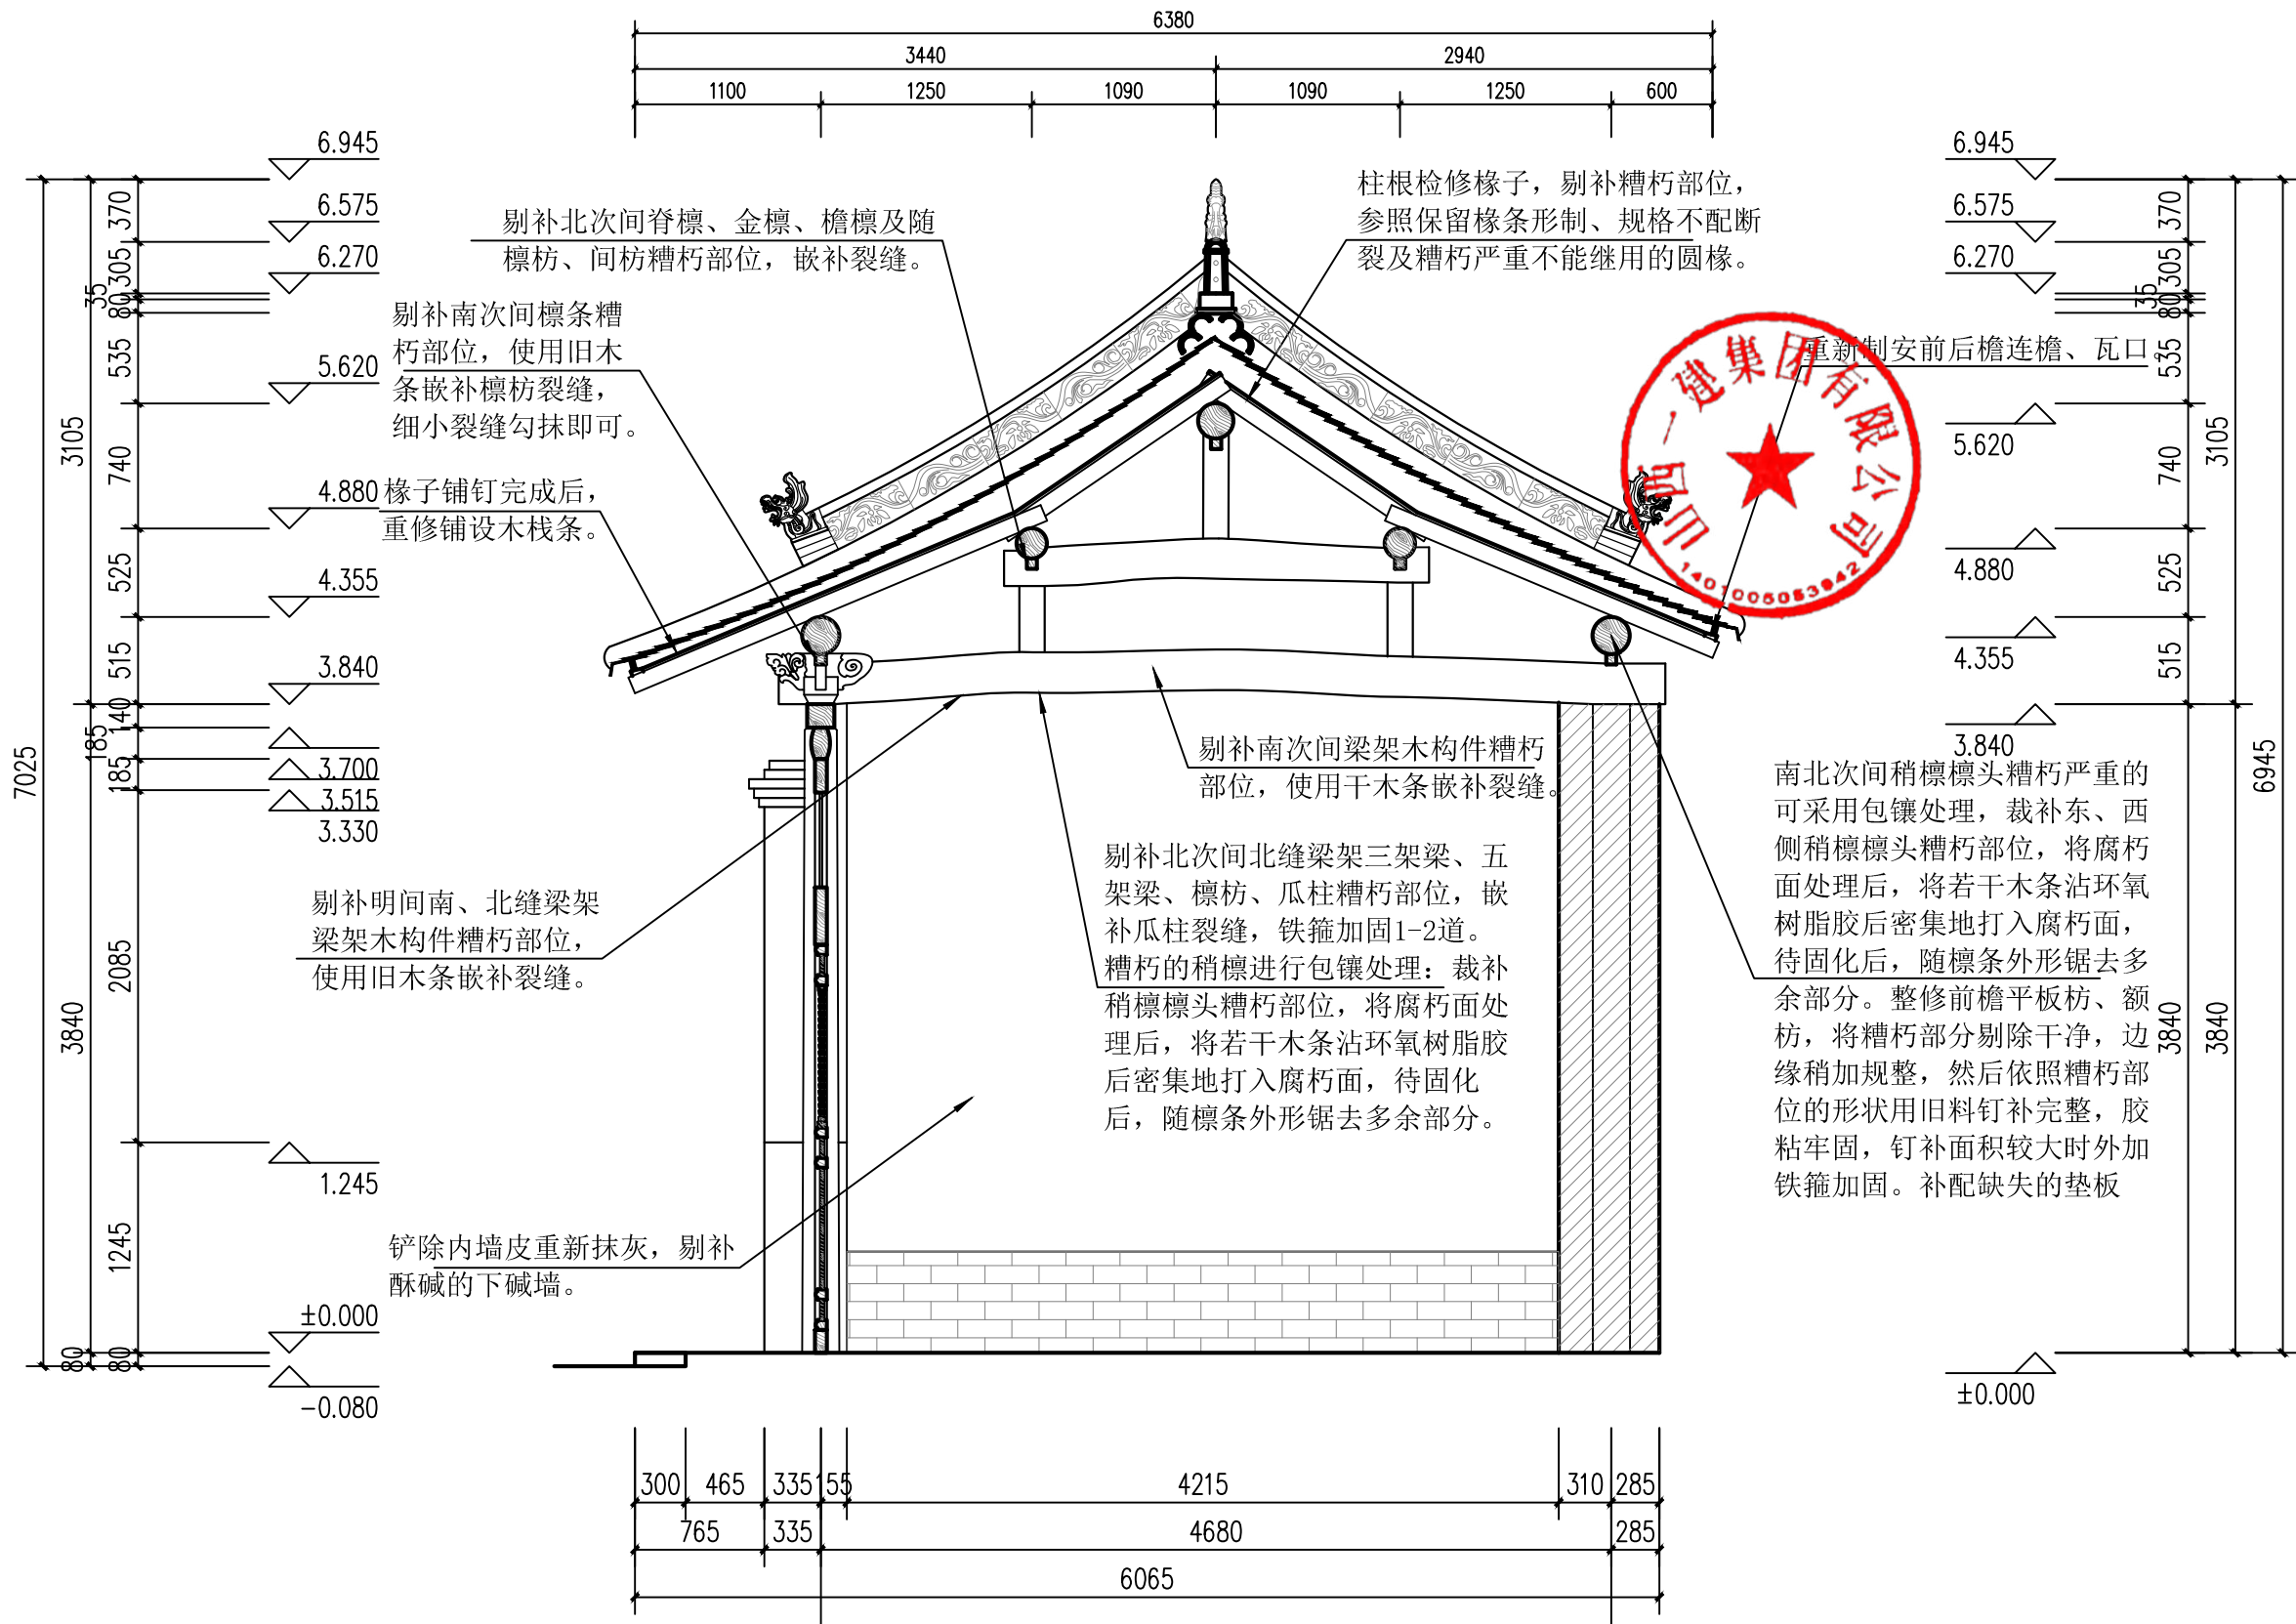 6380
3440
2940
1100
1250
1090
1090
1250
600
6.945
6.575
6.270
5.620
4.880
4.355
3.840
3.700
3.515
3.330
1.245
±0.000
-0.080
370
305
35
80
535
740
525
515
140
185
185
2085
1245
80
3105
3840
80
7025
剔补北次间脊檩、金檩、檐檩及随
檩枋、间枋糟朽部位，嵌补裂缝。
剔补南次间檩条糟
朽部位，使用旧木
条嵌补檩枋裂缝，
细小裂缝勾抹即可。
椽子铺钉完成后，
重修铺设木栈条。
柱根检修椽子，剔补糟朽部位，
参照保留椽条形制、规格不配断
裂及糟朽严重不能继用的圆椽。
重新制安前后檐连檐、瓦口。
山西一建集团有限公司
剔补南次间梁架木构件糟朽
部位，使用干木条嵌补裂缝。
剔补明间南、北缝梁架
梁架木构件糟朽部位，
使用旧木条嵌补裂缝。
剔补北次间北缝梁架三架梁、五
架梁、檩枋、瓜柱糟朽部位，嵌
补瓜柱裂缝，铁箍加固1-2道。
糟朽的稍檩进行包镶处理：裁补
稍檩檩头糟朽部位，将腐朽面处
理后，将若干木条沾环氧树脂胶
后密集地打入腐朽面，待固化
后，随檩条外形锯去多余部分。
南北次间稍檩檩头糟朽严重的
可采用包镶处理，裁补东、西
侧稍檩檩头糟朽部位，将腐朽
面处理后，将若干木条沾环氧
树脂胶后密集地打入腐朽面，
待固化后，随檩条外形锯去多
余部分。整修前檐平板枋、额
枋，将糟朽部分剔除干净，边
缘稍加规整，然后依照糟朽部
位的形状用旧料钉补完整，胶
粘牢固，钉补面积较大时外加
铁箍加固。补配缺失的垫板
铲除内墙皮重新抹灰，剔补
酥碱的下碱墙。
6.945
6.575
6.270
5.620
4.880
4.355
3.840
±0.000
370
305
35
80
535
740
525
515
3840
3105
3840
6945
300
465
335
155
4215
310
285
765
335
4680
285
6065